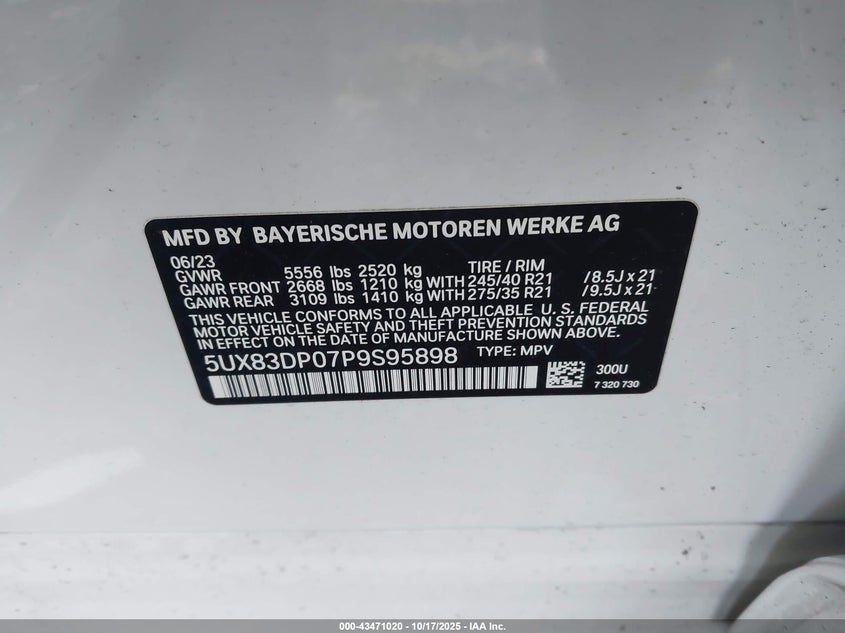 MFD BY BAYERISCHE MOTOREN WERKE AG
06/23
GVWR 5556 lbs 2520 kg TIRE / RIM
GAWR FRONT 2668 lbs 1210 kg WITH 245/40 R21 /8.5J x 21
GAWR REAR 3109 lbs 1410 kg WITH 275/35 R21 /9.5J x 21
THIS VEHICLE CONFORMS TO ALL APPLICABLE U. S. FEDERAL
MOTOR VEHICLE SAFETY AND THEFT PREVENTION STANDARDS
IN EFFECT ON THE DATE OF MANUFACTURE SHOWN ABOVE.
5UX83DP07P9S95898 TYPE: MPV
300U
7 320 730
000-43471020 - 10/17/2025 - IAA Inc.